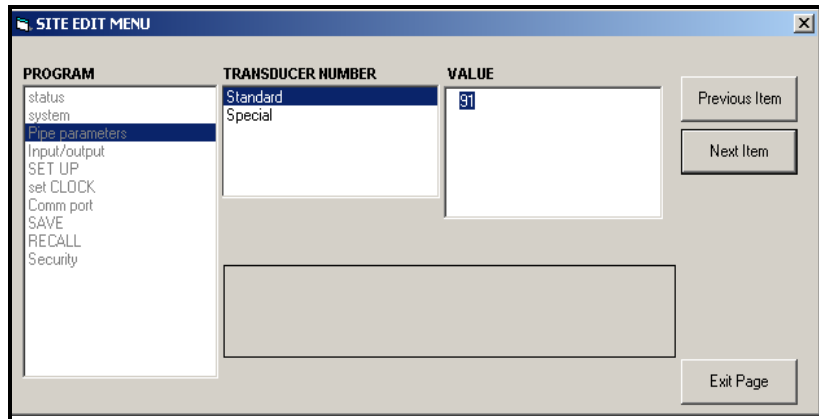 SITE EDIT MENU
PROGRAM
status
system
Pipe parameters
Input/output
SET UP
set CLOCK
Comm port
SAVE
RECALL
Security
TRANSDUCER NUMBER
Standard
Special
VALUE
91
Previous Item
Next Item
Exit Page